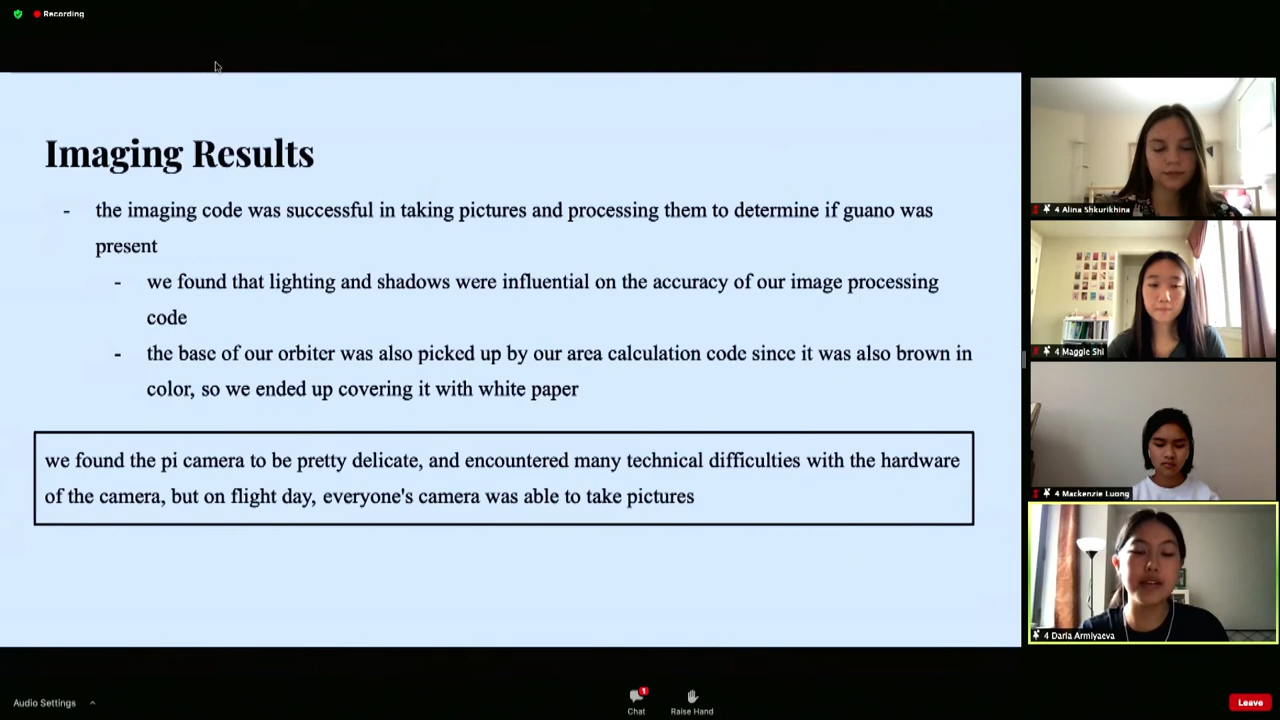 Recording
Imaging Results
- the imaging code was successful in taking pictures and processing them to determine if guano was
present
- we found that lighting and shadows were influential on the accuracy of our image processing
code
- the base of our orbiter was also picked up by our area calculation code since it was also brown in
color, so we ended up covering it with white paper
we found the pi camera to be pretty delicate, and encountered many technical difficulties with the hardware
of the camera, but on flight day, everyone's camera was able to take pictures
4 Alina Shkurikhina
4 Maggie Shi
4 Mackenzie Luong
4 Daria Armiyaeva
Audio Settings
1
Chat
Raise Hand
Leave